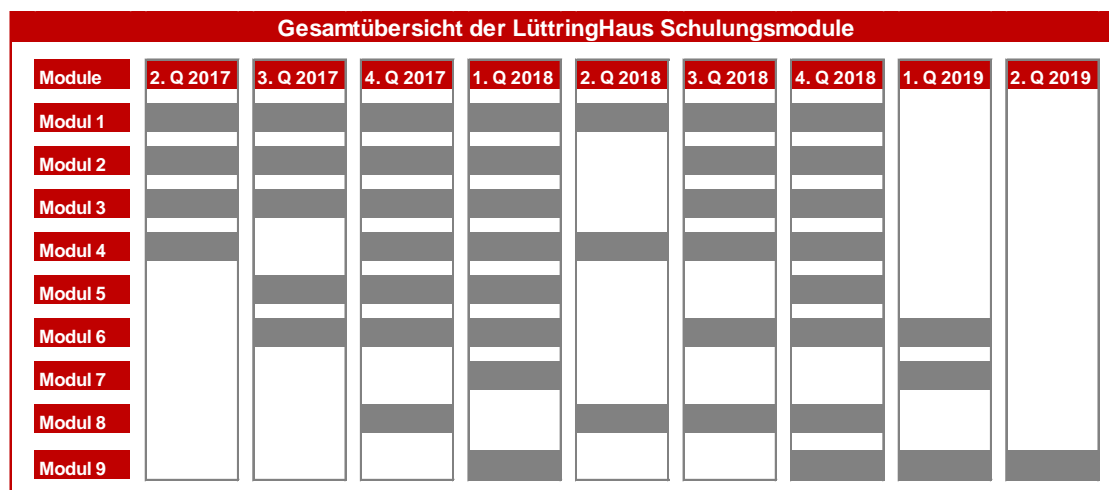 Gesamtübersicht der LüttringHaus Schulungsmodule
Module 2. Q 2017 3. Q 2017 4. Q 2017 1. Q 2018 2. Q 2018 3. Q 2018 4. Q 2018 1. Q 2019 2. Q 2019
Modul 1
Modul 2
Modul 3
Modul 4
Modul 5
Modul 6
Modul 7
Modul 8
Modul 9